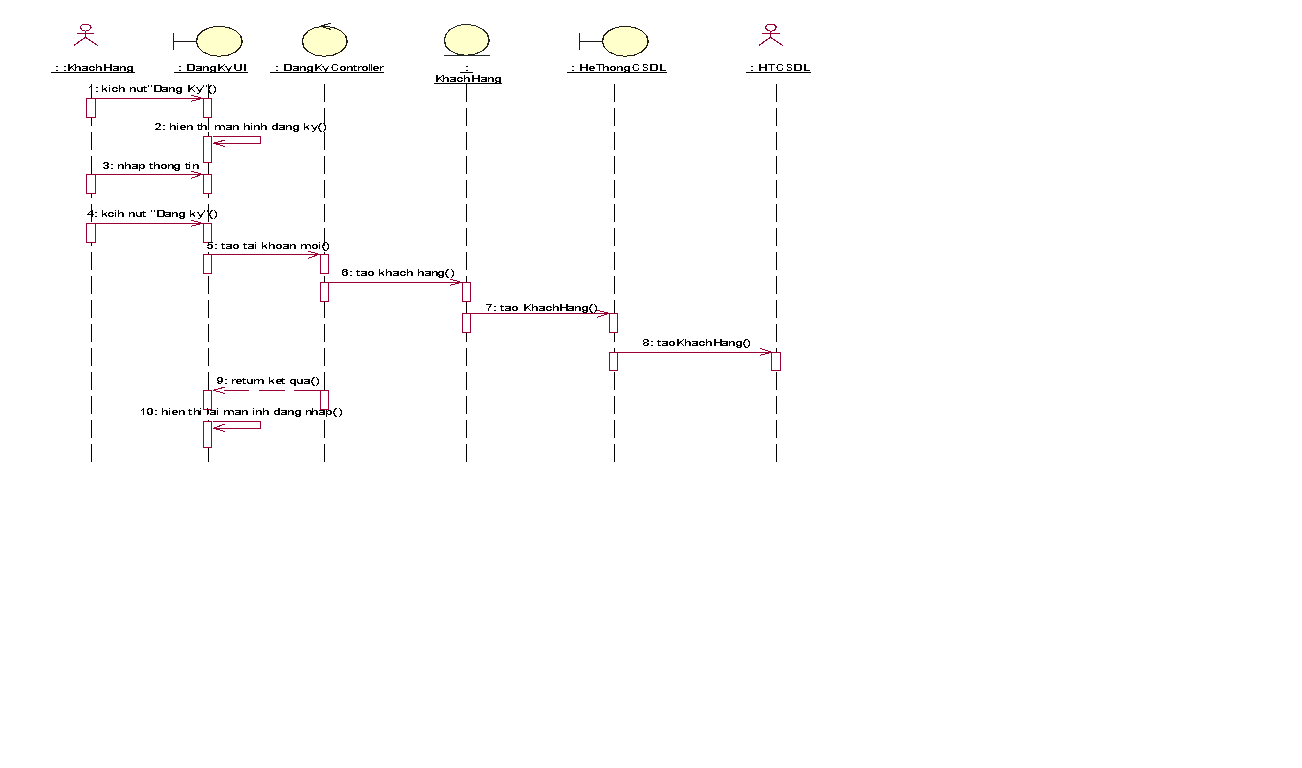 : :KhachHang
: DangKyUI
: DangKyController
:
KhachHang
: HeThongCSDL
: HTCSDL
1: kich nut"Dang Ky"()
2: hien thi man hinh dang ky()
3: nhap thong tin
4: kcih nut "Dang ky"()
5: tao tai khoan moi()
6: tao khach hang()
7: tao KhachHang()
8: taoKhachHang()
9: return ket qua()
10: hien thi lai man inh dang nhap()